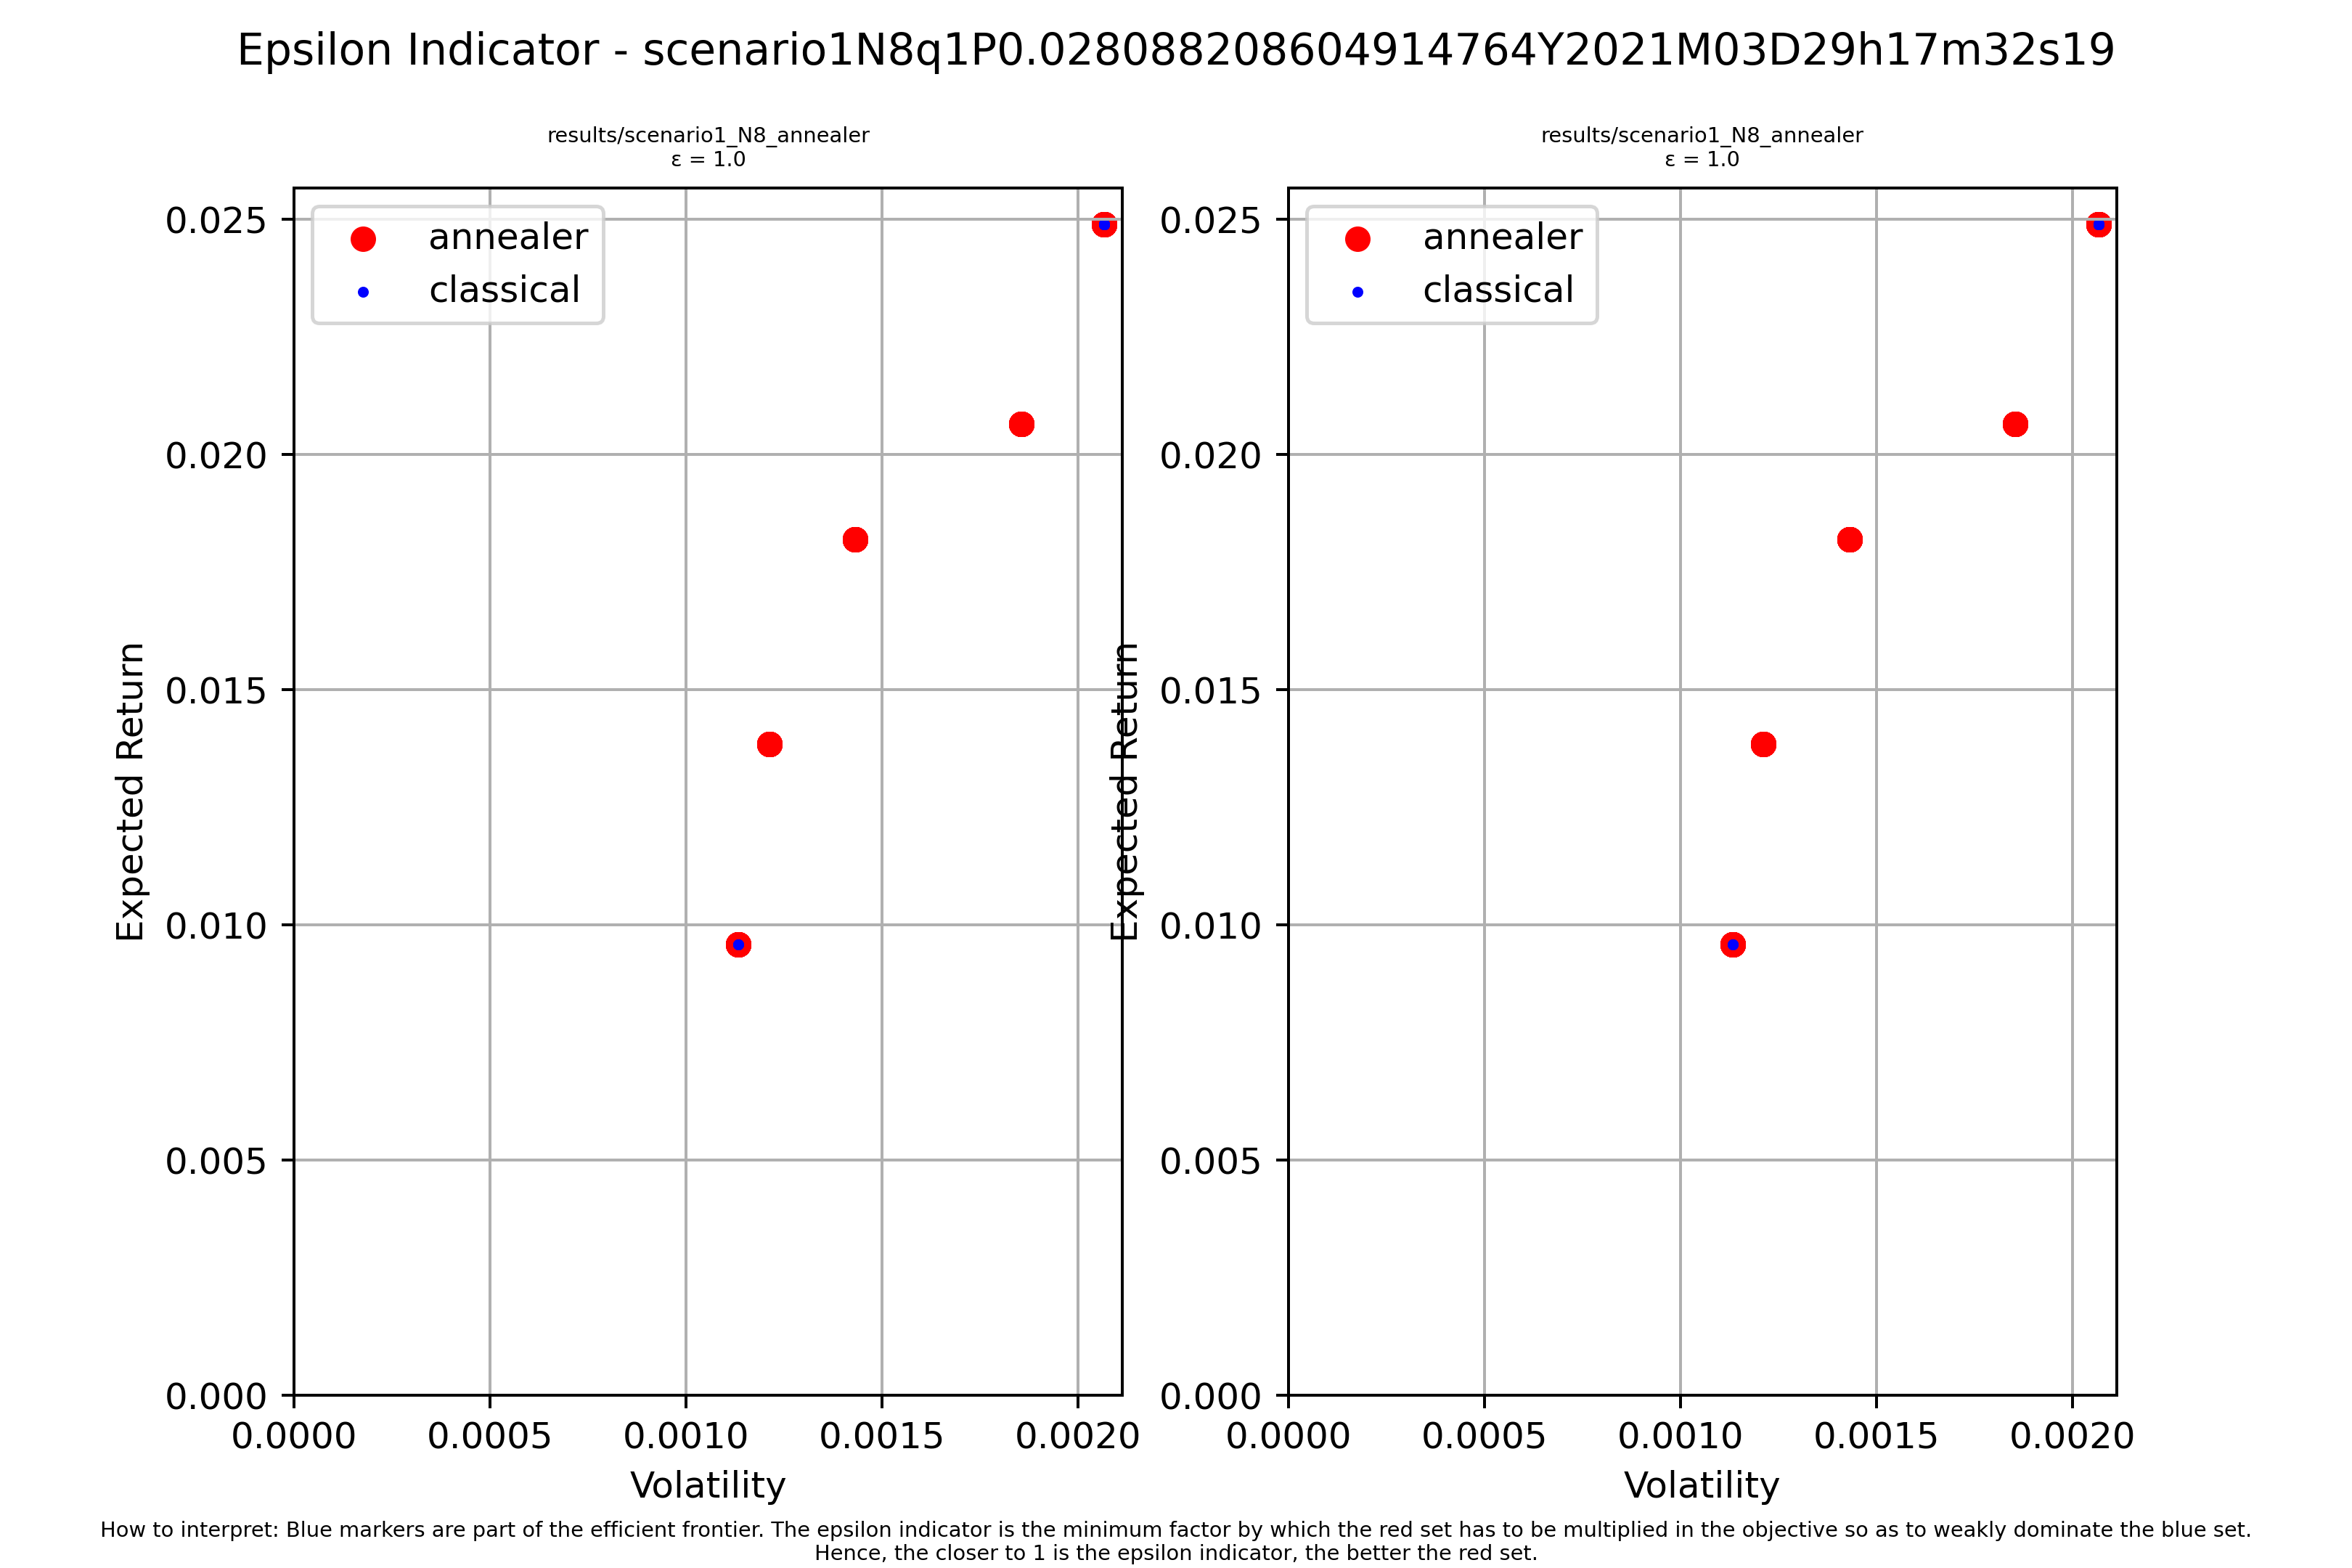 Epsilon Indicator - scenario1N8q1P0.028088208604914764Y2021M03D29h17m32s19
results/scenario1_N8_annealer
ε = 1.0
annealer
classical
0.025
0.020
0.015
0.010
0.005
0.000
Expected Return
0.0000 0.0005 0.0010 0.0015 0.0020
Volatility
results/scenario1_N8_annealer
ε = 1.0
annealer
classical
0.025
0.020
0.015
0.010
0.005
0.000
Expected Return
0.0000 0.0005 0.0010 0.0015 0.0020
Volatility
How to interpret: Blue markers are part of the efficient frontier. The epsilon indicator is the minimum factor by which the red set has to be multiplied in the objective so as to weakly dominate the blue set.
Hence, the closer to 1 is the epsilon indicator, the better the red set.